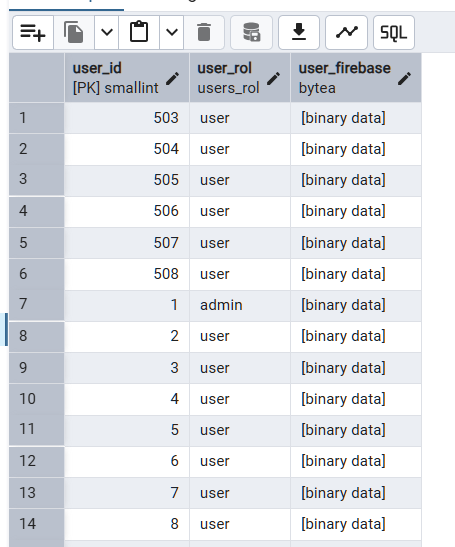 SQL
user_id user_rol user_firebase
[PK] smallint users_rol bytea
1 503 user [binary data]
2 504 user [binary data]
3 505 user [binary data]
4 506 user [binary data]
5 507 user [binary data]
6 508 user [binary data]
7 1 admin [binary data]
8 2 user [binary data]
9 3 user [binary data]
10 4 user [binary data]
11 5 user [binary data]
12 6 user [binary data]
13 7 user [binary data]
14 8 user [binary data]